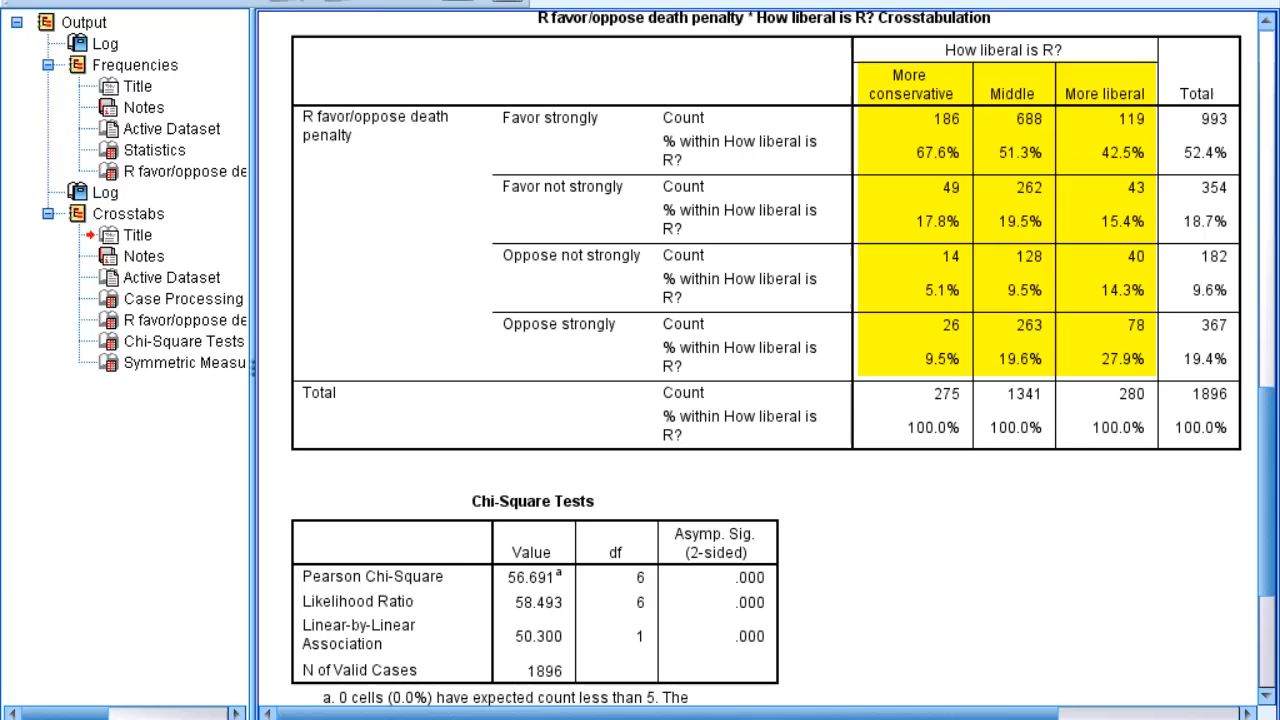 Output
Log
Frequencies
Title
Notes
Active Dataset
Statistics
R favor/oppose de
Log
Crosstabs
Title
Notes
Active Dataset
Case Processing
R favor/oppose de
Chi-Square Tests
Symmetric Measu
R favor/oppose death penalty * How liberal is R? Crosstabulation
How liberal is R?
More conservative Middle More liberal Total
R favor/oppose death penalty Favor strongly Count 186 688 119 993
% within How liberal is R? 67.6% 51.3% 42.5% 52.4%
Favor not strongly Count 49 262 43 354
% within How liberal is R? 17.8% 19.5% 15.4% 18.7%
Oppose not strongly Count 14 128 40 182
% within How liberal is R? 5.1% 9.5% 14.3% 9.6%
Oppose strongly Count 26 263 78 367
% within How liberal is R? 9.5% 19.6% 27.9% 19.4%
Total Count 275 1341 280 1896
% within How liberal is R? 100.0% 100.0% 100.0% 100.0%
Chi-Square Tests
Value df Asymp. Sig. (2-sided)
Pearson Chi-Square 56.691a 6 .000
Likelihood Ratio 58.493 6 .000
Linear-by-Linear Association 50.300 1 .000
N of Valid Cases 1896
a. 0 cells (0.0%) have expected count less than 5. The